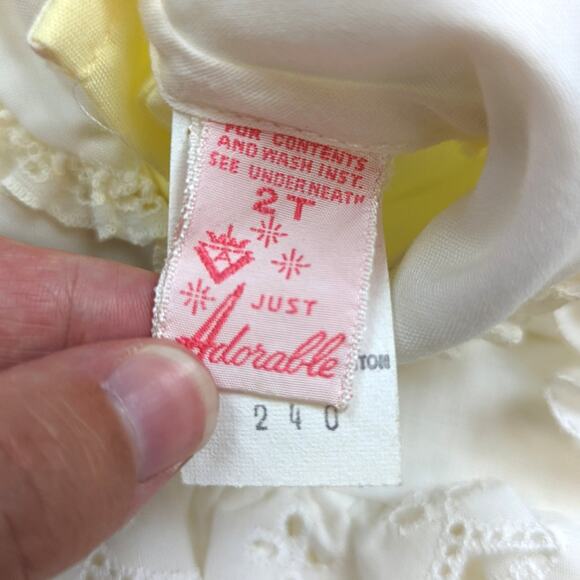 FOR CONTENTS
AND WASH INST.
SEE UNDERNEATH
2T
A
JUST
Adorable
240